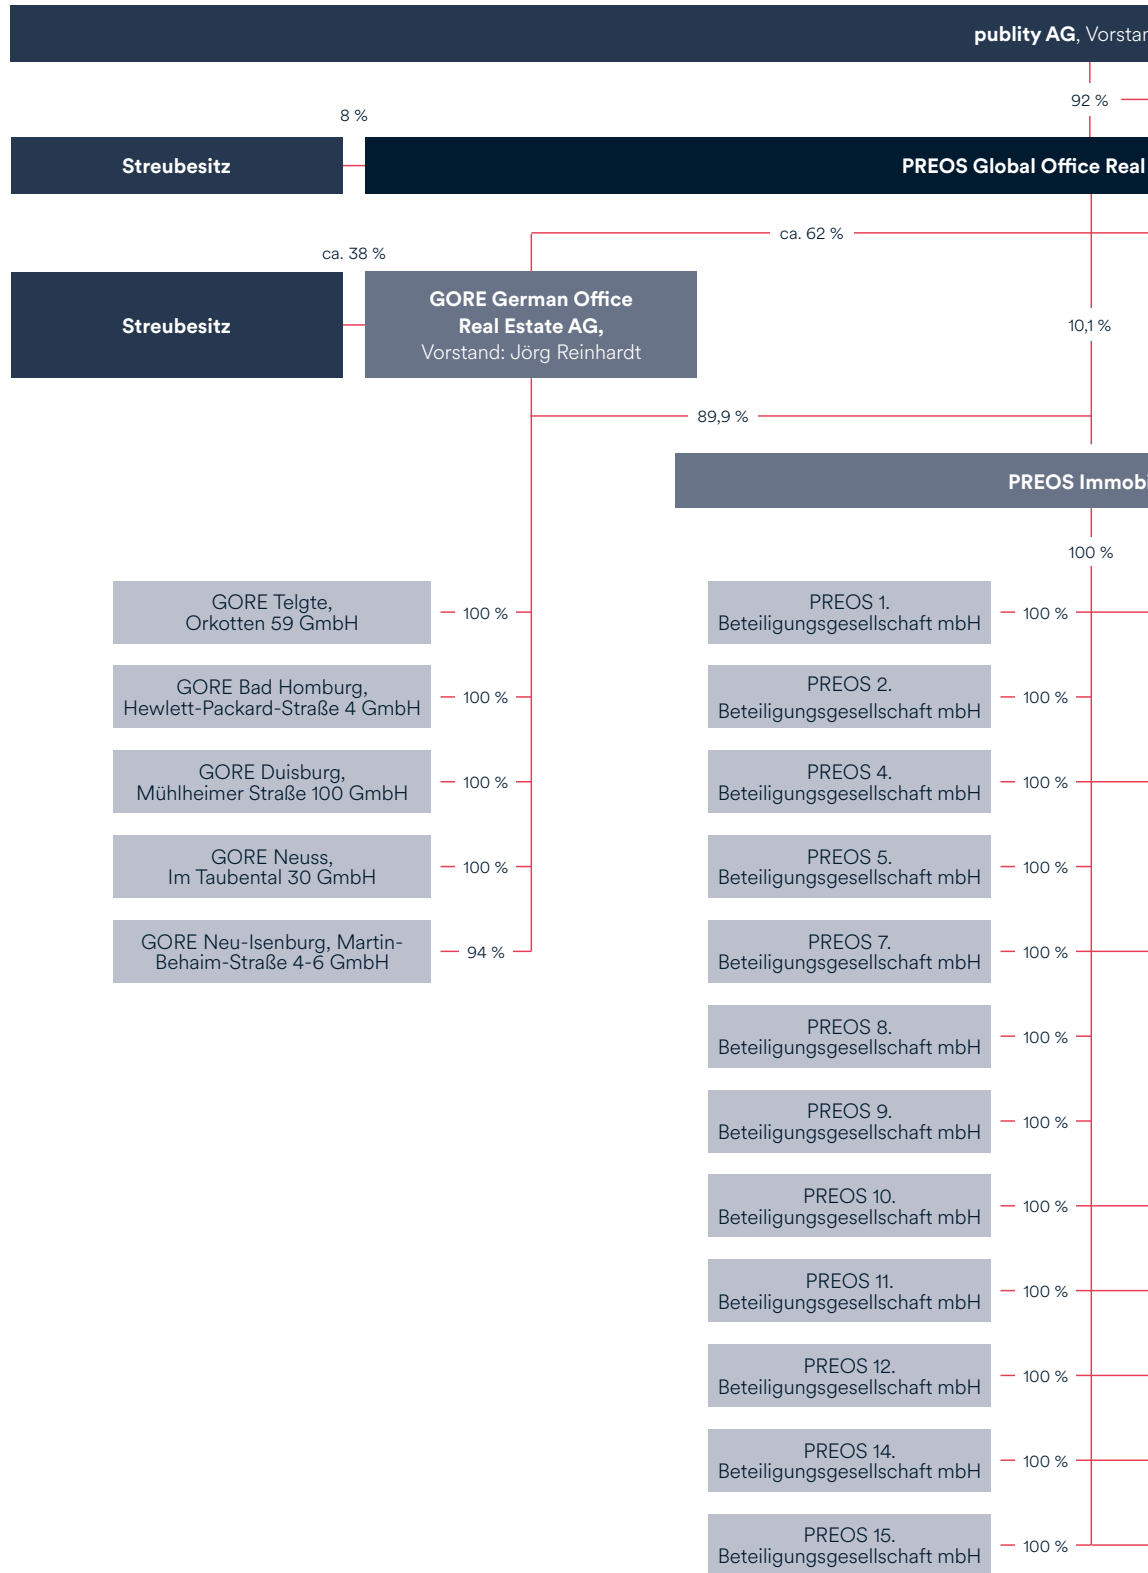 publity AG, Vorstan
92 %
8 %
Streubesitz
PREOS Global Office Real
ca. 62 %
ca. 38 %
Streubesitz
GORE German Office
Real Estate AG,
Vorstand: Jörg Reinhardt
10,1 %
89,9 %
PREOS Immobi
100 %
GORE Telgte,
Orkotten 59 GmbH
100 %
GORE Bad Homburg,
Hewlett-Packard-Straße 4 GmbH
100 %
GORE Duisburg,
Mühlheimer Straße 100 GmbH
100 %
GORE Neuss,
Im Taubental 30 GmbH
100 %
GORE Neu-Isenburg, Martin-
Behaim-Straße 4-6 GmbH
94 %
PREOS 1.
Beteiligungsgesellschaft mbH
100 %
PREOS 2.
Beteiligungsgesellschaft mbH
100 %
PREOS 4.
Beteiligungsgesellschaft mbH
100 %
PREOS 5.
Beteiligungsgesellschaft mbH
100 %
PREOS 7.
Beteiligungsgesellschaft mbH
100 %
PREOS 8.
Beteiligungsgesellschaft mbH
100 %
PREOS 9.
Beteiligungsgesellschaft mbH
100 %
PREOS 10.
Beteiligungsgesellschaft mbH
100 %
PREOS 11.
Beteiligungsgesellschaft mbH
100 %
PREOS 12.
Beteiligungsgesellschaft mbH
100 %
PREOS 14.
Beteiligungsgesellschaft mbH
100 %
PREOS 15.
Beteiligungsgesellschaft mbH
100 %